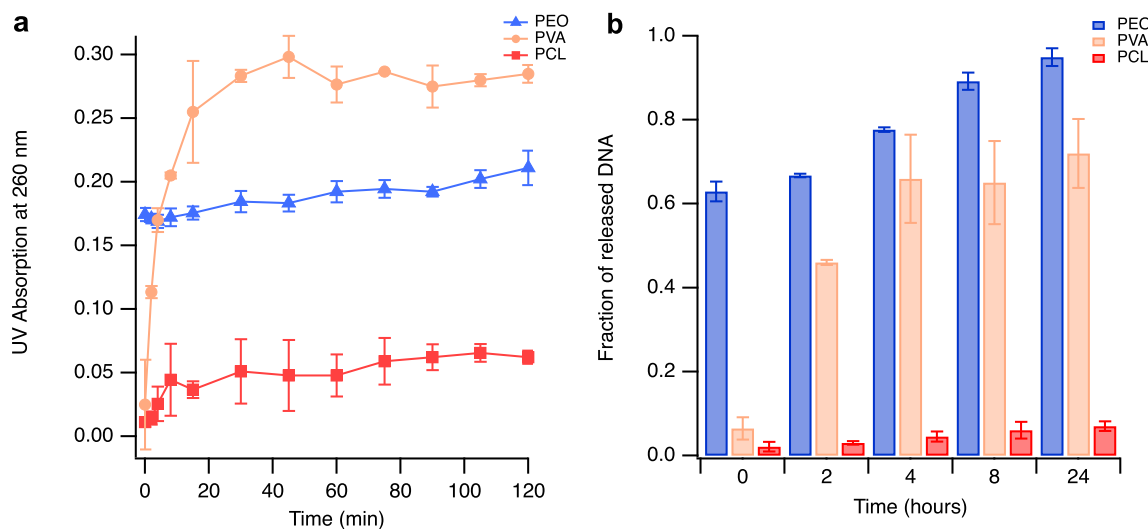 a
PEO
PVA
PCL
0.30
0.25
0.20
0.15
0.10
0.05
0.00
UV Absorption at 260 nm
0 20 40 60 80 100 120
Time (min)
b
PEO
PVA
PCL
1.0
0.8
0.6
0.4
0.2
0.0
Fraction of released DNA
0 2 4 8 24
Time (hours)